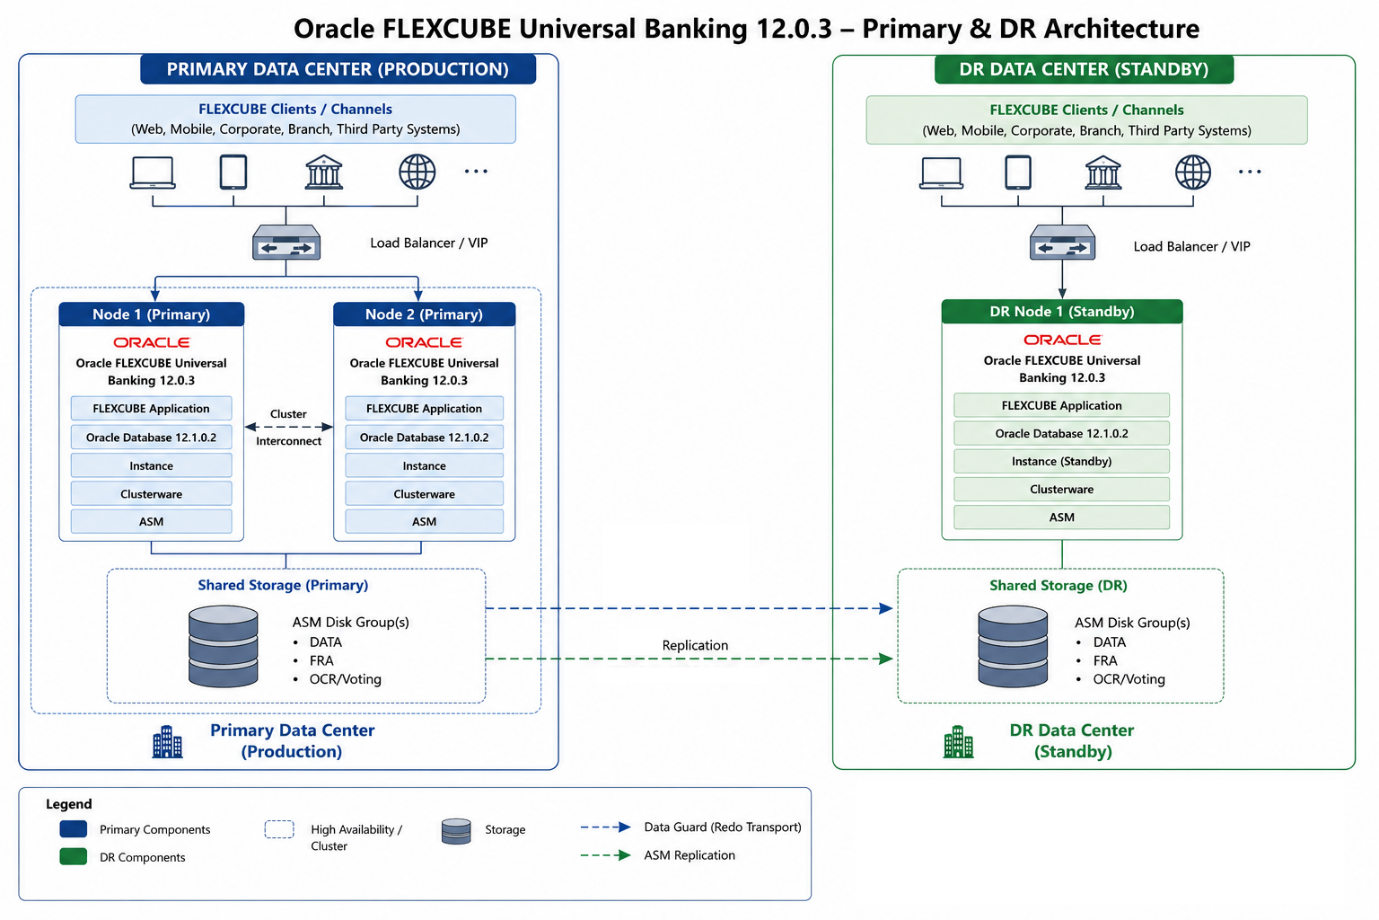 Oracle FLEXCUBE Universal Banking 12.0.3 – Primary & DR Architecture
PRIMARY DATA CENTER (PRODUCTION)
FLEXCUBE Clients / Channels
(Web, Mobile, Corporate, Branch, Third Party Systems)
...
Load Balancer / VIP
Node 1 (Primary)
ORACLE
Oracle FLEXCUBE Universal
Banking 12.0.3
FLEXCUBE Application
Oracle Database 12.1.0.2
Instance
Clusterware
ASM
Cluster
Interconnect
Node 2 (Primary)
ORACLE
Oracle FLEXCUBE Universal
Banking 12.0.3
FLEXCUBE Application
Oracle Database 12.1.0.2
Instance
Clusterware
ASM
Shared Storage (Primary)
ASM Disk Group(s)
• DATA
• FRA
• OCR/Voting
Primary Data Center
(Production)
Replication
DR DATA CENTER (STANDBY)
FLEXCUBE Clients / Channels
(Web, Mobile, Corporate, Branch, Third Party Systems)
...
Load Balancer / VIP
DR Node 1 (Standby)
ORACLE
Oracle FLEXCUBE Universal
Banking 12.0.3
FLEXCUBE Application
Oracle Database 12.1.0.2
Instance (Standby)
Clusterware
ASM
Shared Storage (DR)
ASM Disk Group(s)
• DATA
• FRA
• OCR/Voting
DR Data Center
(Standby)
Legend
Primary Components
DR Components
High Availability /
Cluster
Storage
Data Guard (Redo Transport)
ASM Replication